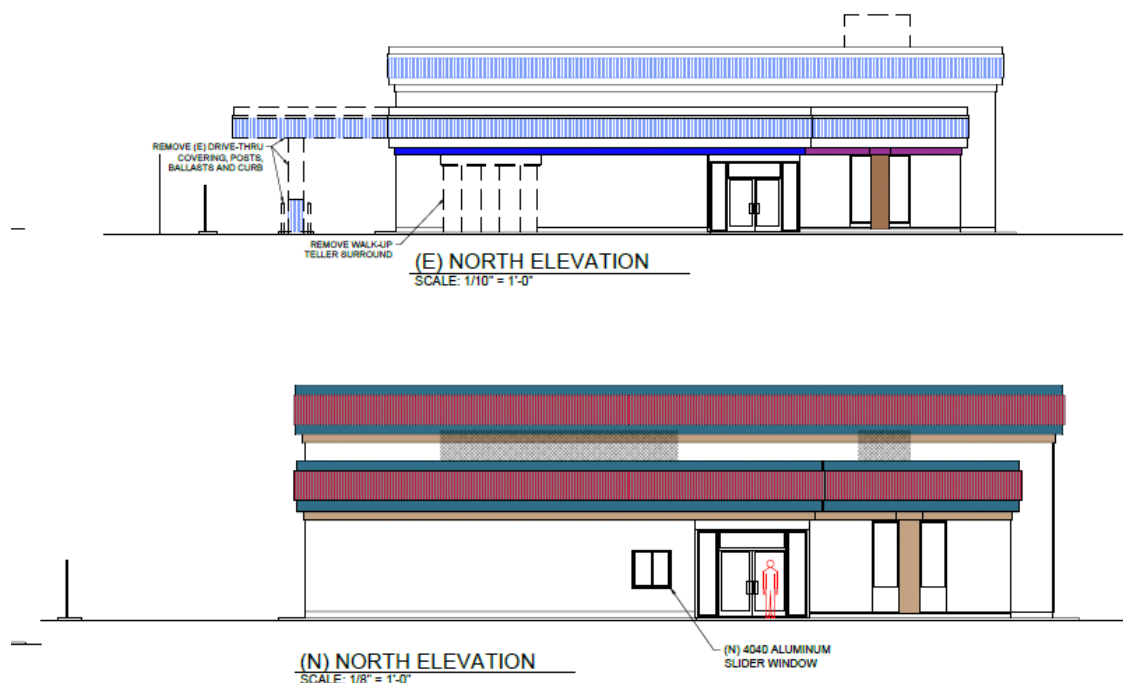 REMOVE (E) DRIVE-THRU
COVERING, POSTS,
BALLASTS AND CURB
REMOVE WALK-UP
TELLER SURROUND
(E) NORTH ELEVATION
SCALE: 1/10" = 1'-0"
(N) 4040 ALUMINUM
SLIDER WINDOW
(N) NORTH ELEVATION
SCALE: 1/8" = 1'-0"